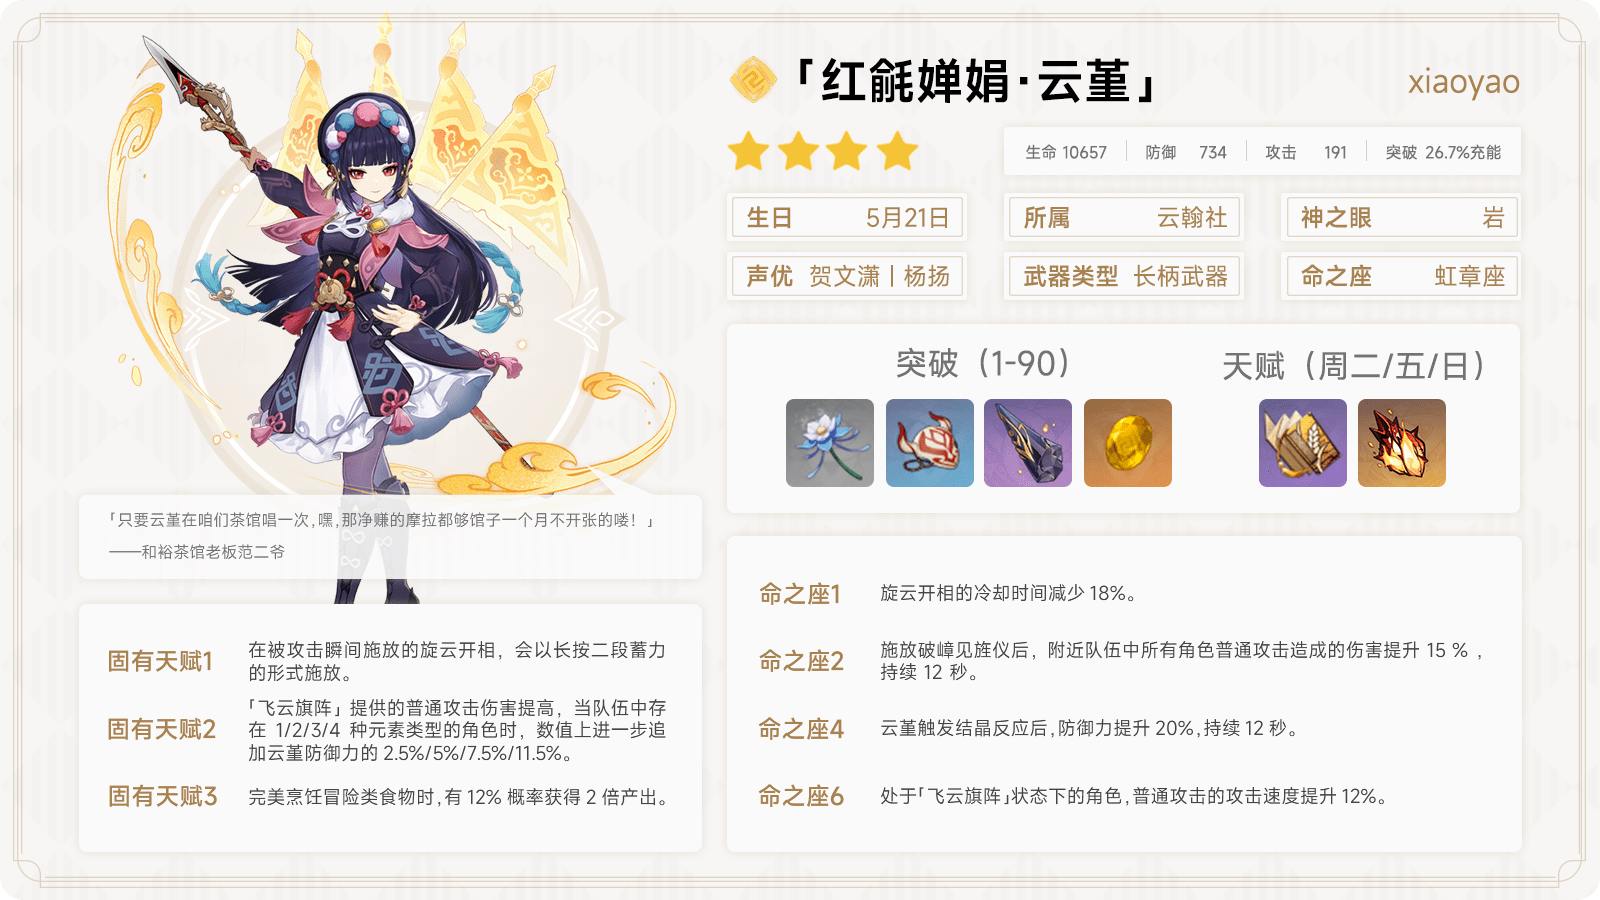 「红毹婵娟·云堇」
xiaoyao
生命 10657 防御 734 攻击 191 突破 26.7%充能
生日 5月21日
所属 云翰社
神之眼 岩
声优 贺文潇 | 杨扬
武器类型 长柄武器
命之座 虹章座
突破（1-90）
天赋（周二/五/日）
「只要云堇在咱们茶馆唱一次,嘿,那净赚的摩拉都够馆子一个月不开张的喽！」
——和裕茶馆老板范二爷
固有天赋1
在被攻击瞬间施放的旋云开相，会以长按二段蓄力
的形式施放。
固有天赋2
「飞云旗阵」提供的普通攻击伤害提高，当队伍中存
在 1/2/3/4 种元素类型的角色时，数值上进一步追
加云堇防御力的 2.5%/5%/7.5%/11.5%。
固有天赋3
完美烹饪冒险类食物时,有 12% 概率获得 2 倍产出。
命之座1
旋云开相的冷却时间减少 18%。
命之座2
施放破嶂见旌仪后，附近队伍中所有角色普通攻击造成的伤害提升 15 % ，
持续 12 秒。
命之座4
云堇触发结晶反应后,防御力提升 20%,持续 12 秒。
命之座6
处于「飞云旗阵」状态下的角色,普通攻击的攻击速度提升 12%。